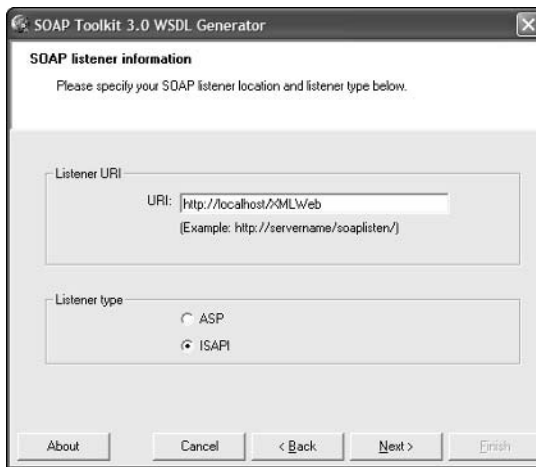 SOAP Toolkit 3.0 WSDL Generator
SOAP listener information
Please specify your SOAP listener location and listener type below.
Listener URI
URI: http://localhost/XMLWeb
(Example: http://servername/soaplisten/)
Listener type
ASP
ISAPI
About Cancel < Back Next > Finish